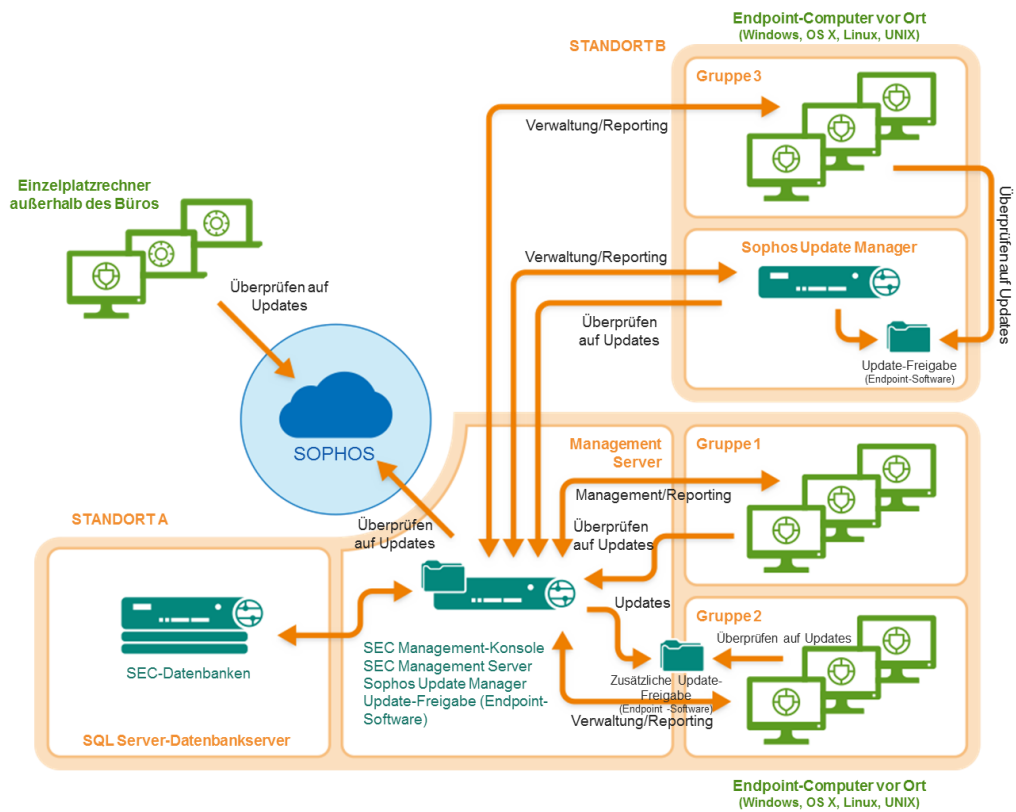 Endpoint-Computer vor Ort
(Windows, OS X, Linux, UNIX)
STANDORT B
Gruppe 3
Verwaltung/Reporting
Überprüfen auf Updates
Einzelplatzrechner
außerhalb des Büros
Überprüfen auf
Updates
Sophos Update Manager
Verwaltung/Reporting
Überprüfen
auf Updates
Update-Freigabe
(Endpoint-Software)
SOPHOS
Management
Server
Gruppe 1
Management/Reporting
STANDORT A
Überprüfen
auf Updates
Überprüfen
auf Updates
Updates
Gruppe 2
Überprüfen auf Updates
SEC-Datenbanken
SEC Management-Konsole
SEC Management Server
Sophos Update Manager
Update-Freigabe (Endpoint-
Software)
Zusätzliche Update-
Freigabe
(Endpoint -Software)
Verwaltung/Reporting
SQL Server-Datenbankserver
Endpoint-Computer vor Ort
(Windows, OS X, Linux, UNIX)